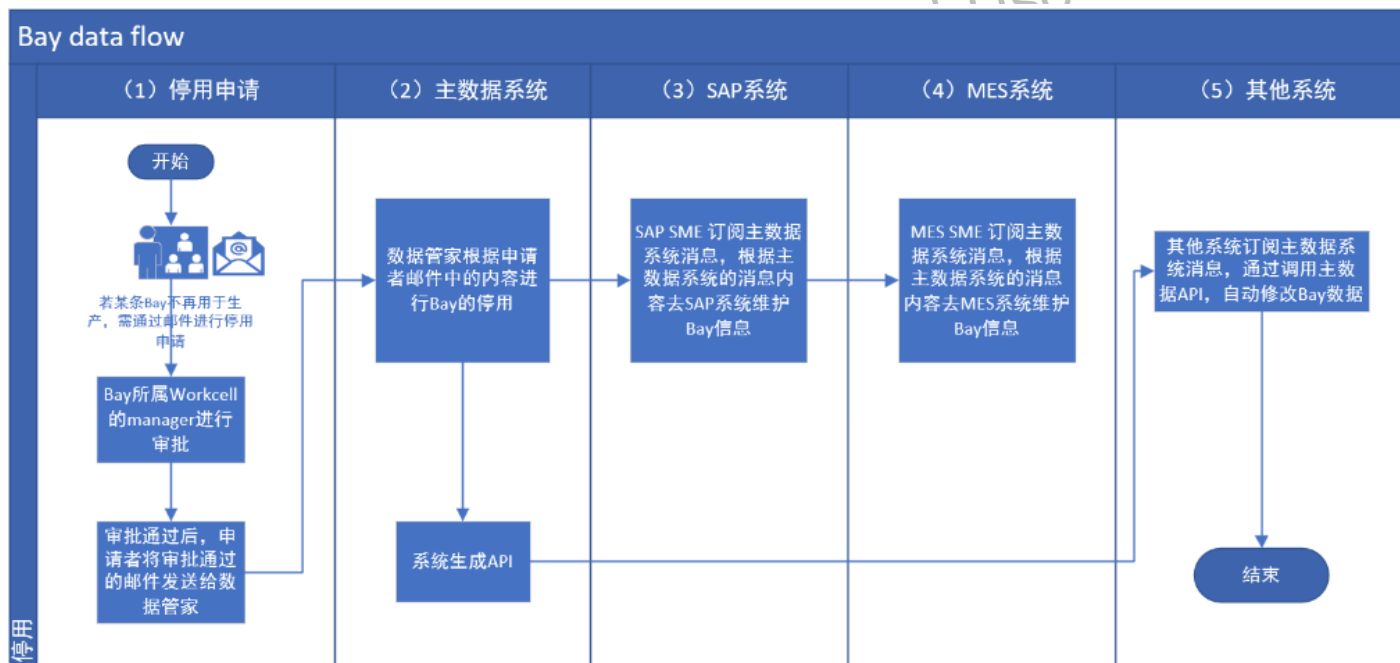 Bay data flow
（1）停用申请
（2）主数据系统
（3）SAP系统
（4）MES系统
（5）其他系统
开始
若某条Bay不再用于生
产，需通过邮件进行停用
申请
Bay所属Workcell
的manager进行
审批
审批通过后，申
请者将审批通过
的邮件发送给数
据管家
数据管家根据申请
者邮件中的内容进
行Bay的停用
系统生成API
SAP SME 订阅主数据
系统消息，根据主
数据系统的消息内
容去SAP系统维护
Bay信息
MES SME 订阅主数
据系统消息，根据
主数据系统的消息
内容去MES系统维护
Bay信息
其他系统订阅主数据系
统消息，通过调用主数
据API，自动修改Bay数据
结束
停用